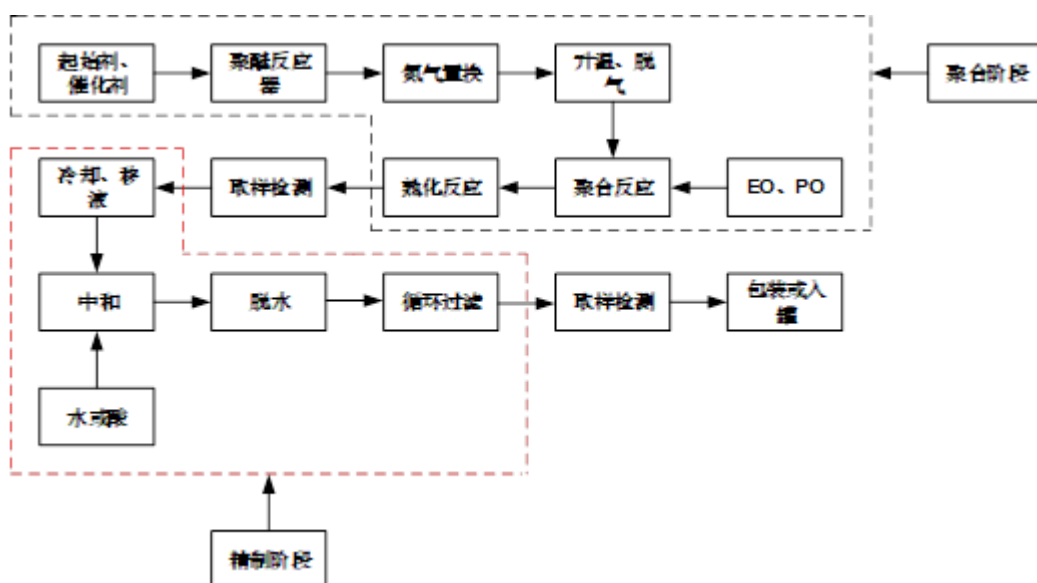 起始剂、
催化剂
聚醚反应
器
氮气置换
升温、脱
气
聚合阶段
冷却、移
液
取样检测
熟化反应
聚合反应
EO、PO
中和
脱水
循环过滤
取样检测
包装或入
罐
水或酸
精制阶段